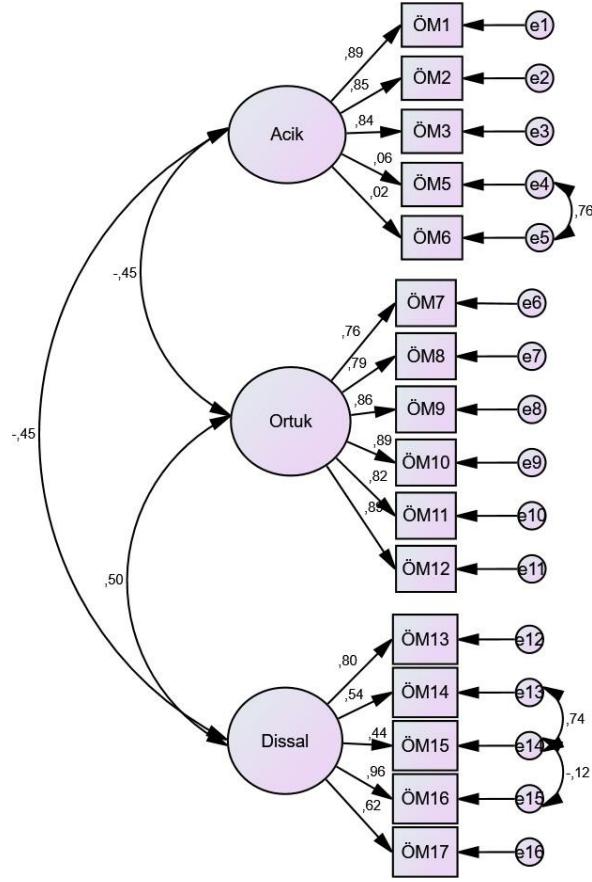 ÖM1
e1
,89
ÖM2
e2
,85
Acik
ÖM3
e3
,84
ÖM5
e4
,06
,76
ÖM6
e5
,02
-,45
ÖM7
e6
,76
ÖM8
e7
,79
ÖM9
e8
,86
Ortuk
-,45
ÖM10
e9
,89
ÖM11
e10
,82
ÖM12
e11
,50
ÖM13
e12
,80
ÖM14
e13
,54
,74
Dissal
ÖM15
e14
,44
-,12
ÖM16
e15
,96
ÖM17
e16
,62